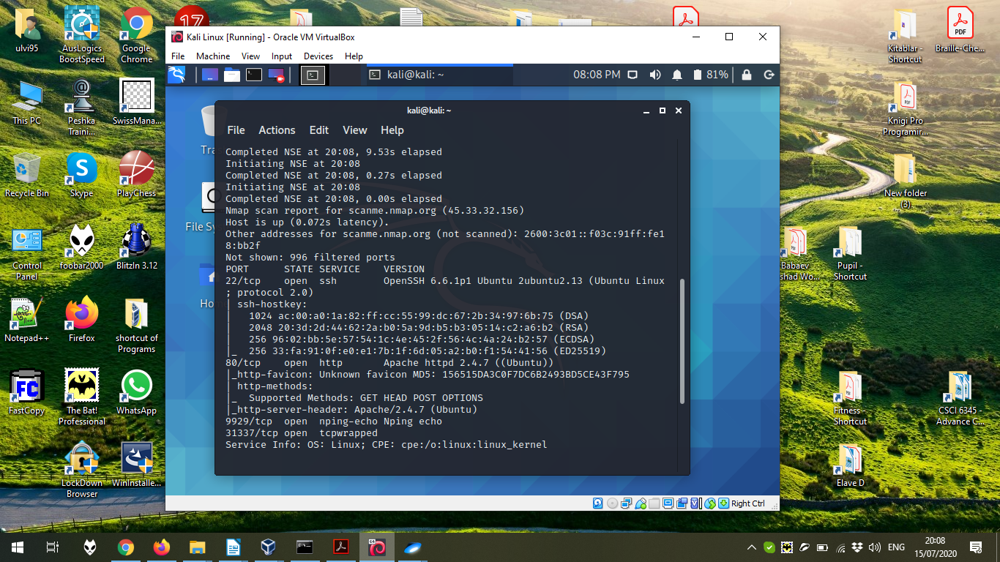 ulvi95
AusLogics
BoostSpeed
Google
Chrome
17
Kitablar -
Shortcut
PDF
Braille-Che...
Kali Linux [Running] - Oracle VM VirtualBox
File Machine View Input Devices Help
kali@kali: ~
08:08 PM
81%
This PC
Peshka
Traini...
SwissMana...
Recycle Bin
Skype
PlayChess
Control
Panel
foobar2000
BlitzIn 3.12
Notepad++
Firefox
shortcut of
Programs
FC
FastCopy
The Bat!
Professional
WhatsApp
LockDown
Browser
WinInstalle...
Tra
File Sy
Ho
kali@kali: ~
File Actions Edit View Help
Completed NSE at 20:08, 9.53s elapsed
Initiating NSE at 20:08
Completed NSE at 20:08, 0.27s elapsed
Initiating NSE at 20:08
Completed NSE at 20:08, 0.00s elapsed
Nmap scan report for scanme.nmap.org (45.33.32.156)
Host is up (0.072s latency).
Other addresses for scanme.nmap.org (not scanned): 2600:3c01::f03c:91ff:fe1
8:bb2f
Not shown: 996 filtered ports
PORT STATE SERVICE VERSION
22/tcp open ssh OpenSSH 6.6.1p1 Ubuntu 2ubuntu2.13 (Ubuntu Linux
; protocol 2.0)
| ssh-hostkey:
| 1024 ac:00:a0:1a:82:ff:cc:55:99:dc:67:2b:34:97:6b:75 (DSA)
| 2048 20:3d:2d:44:62:2a:b0:5a:9d:b5:b3:05:14:c2:a6:b2 (RSA)
| 256 96:02:bb:5e:57:54:1c:4e:45:2f:56:4c:4a:24:b2:57 (ECDSA)
|_ 256 33:fa:91:0f:e0:e1:7b:1f:6d:05:a2:b0:f1:54:41:56 (ED25519)
80/tcp open http Apache httpd 2.4.7 ((Ubuntu))
|_http-favicon: Unknown favicon MD5: 156515DA3C0F7DC6B2493BD5CE43F795
| http-methods:
|_ Supported Methods: GET HEAD POST OPTIONS
|_http-server-header: Apache/2.4.7 (Ubuntu)
9929/tcp open nping-echo Nping echo
31337/tcp open tcpwrapped
Service Info: OS: Linux; CPE: cpe:/o:linux:linux_kernel
Right Ctrl
Knigi Pro
Programir...
New folder
(3)
Babaev
shad Wo...
Pupil -
Shortcut
Fitness -
Shortcut
CSCI 6345
- Advance C...
Elave D
64
ENG
20:08
15/07/2020